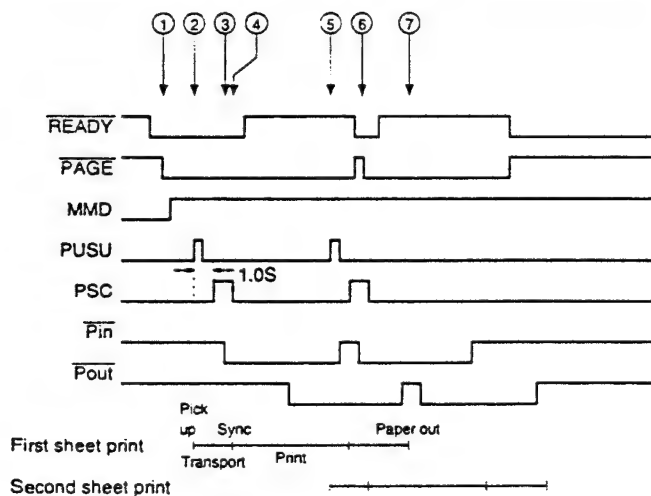 1 2 3 4 5 6 7
READY
PAGE
MMD
PUSU
1.0S
PSC
Pin
Pout
Pick up Sync Paper out
First sheet print
Transport Print
Second sheet print